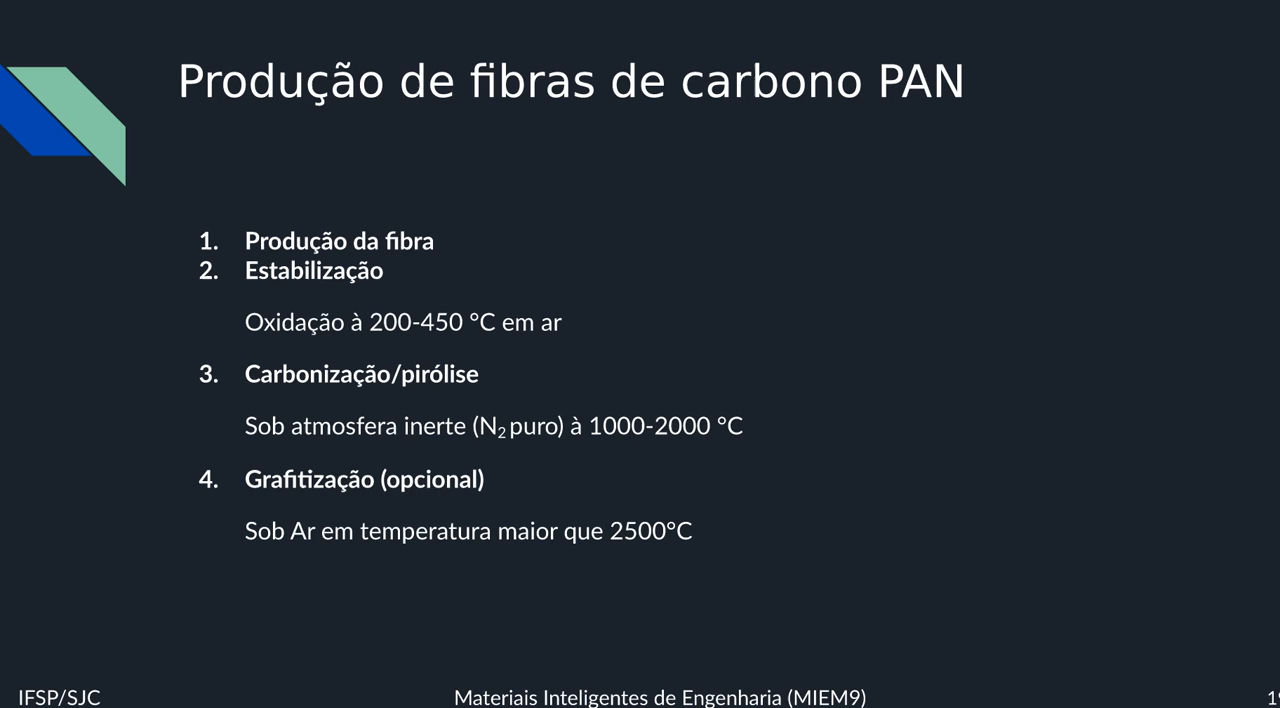 Produção de fibras de carbono PAN
1. Produção da fibra
2. Estabilização
Oxidação à 200-450 °C em ar
3. Carbonização/pirólise
Sob atmosfera inerte (N₂ puro) à 1000-2000 °C
4. Grafitização (opcional)
Sob Ar em temperatura maior que 2500°C
IFSP/SJC
Materiais Inteligentes de Engenharia (MIEM9)